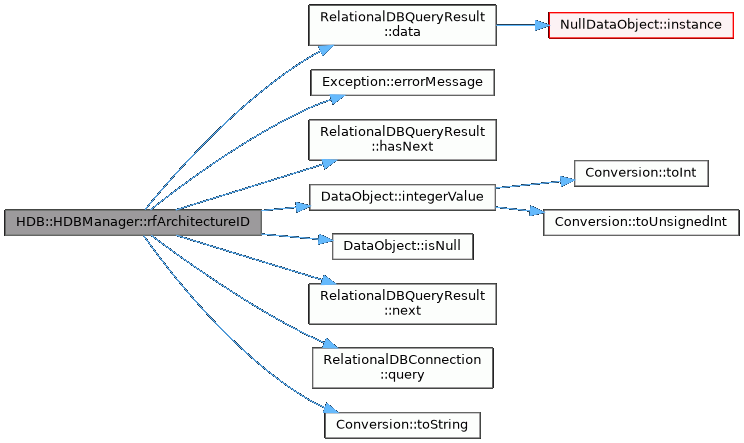 RelationalDBQueryResult
::data
NullDataObject::instance
Exception::errorMessage
RelationalDBQueryResult
::hasNext
Conversion::toInt
DataObject::integerValue
HDB::HDBManager::rfArchitectureID
Conversion::toUnsignedInt
DataObject::isNull
RelationalDBQueryResult
::next
RelationalDBConnection
::query
Conversion::toString